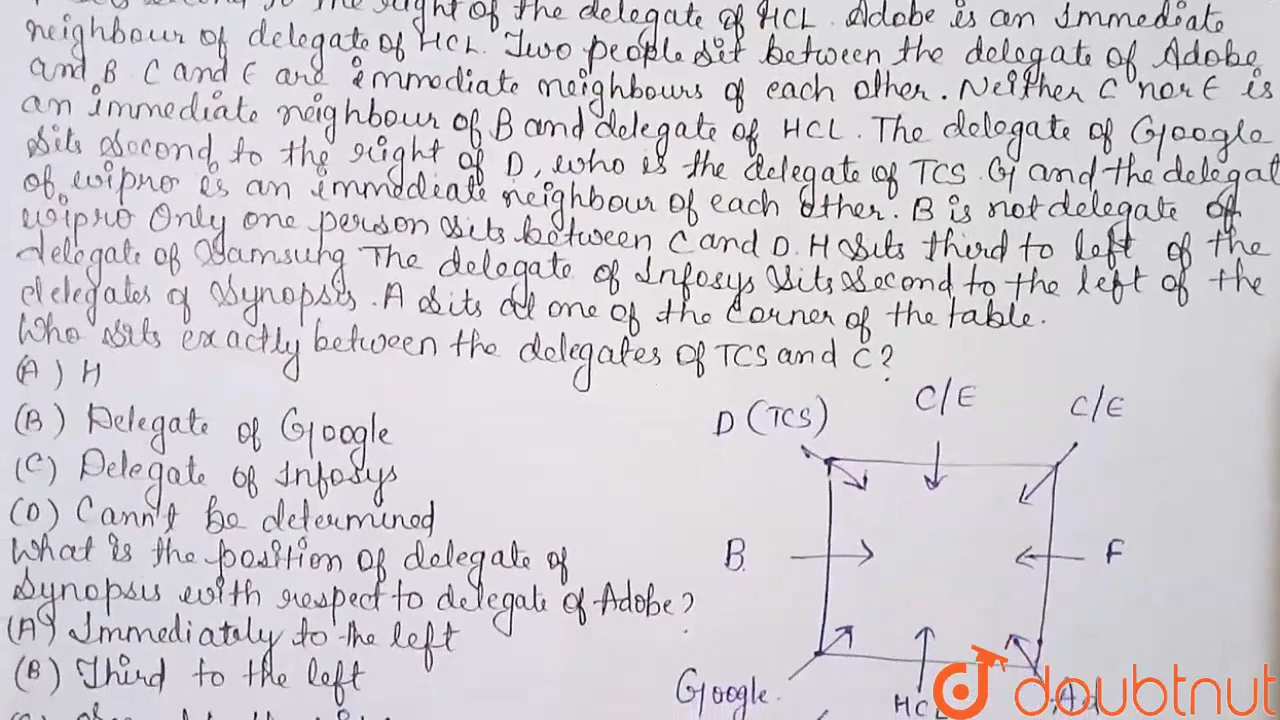 second to the right of the delegate of HCL. Adobe is an immediate
neighbour of delegate of HCL. Two people sit between the delegate of Adobe
and B. C and E are immediate neighbours of each other. Neither C nor E is
an immediate neighbour of B and delegate of HCL. The delegate of Google
sits second to the right of D, who is the delegate of TCS. G and the delegat
of wipro is an immediate neighbour of each other. B is not delegate of
wipro Only one person sits between C and D. H sits third to left of the
delegate of Samsung The delegate of Infosys sits second to the left of the
delegates of Synopsis. A sits at one of the corner of the table.
Who sits exactly between the delegates of TCS and C?
(A) H
(B) Delegate of Google
(C) Delegate of Infosys
(D) Cann't be determined
What is the position of delegate of
Synopsis with respect to delegate of Adobe?
(A) Immediately to the left
(B) Third to the left
D (TCS)
C/E
C/E
B.
F
Google.
HCL
Ad
doubtnut